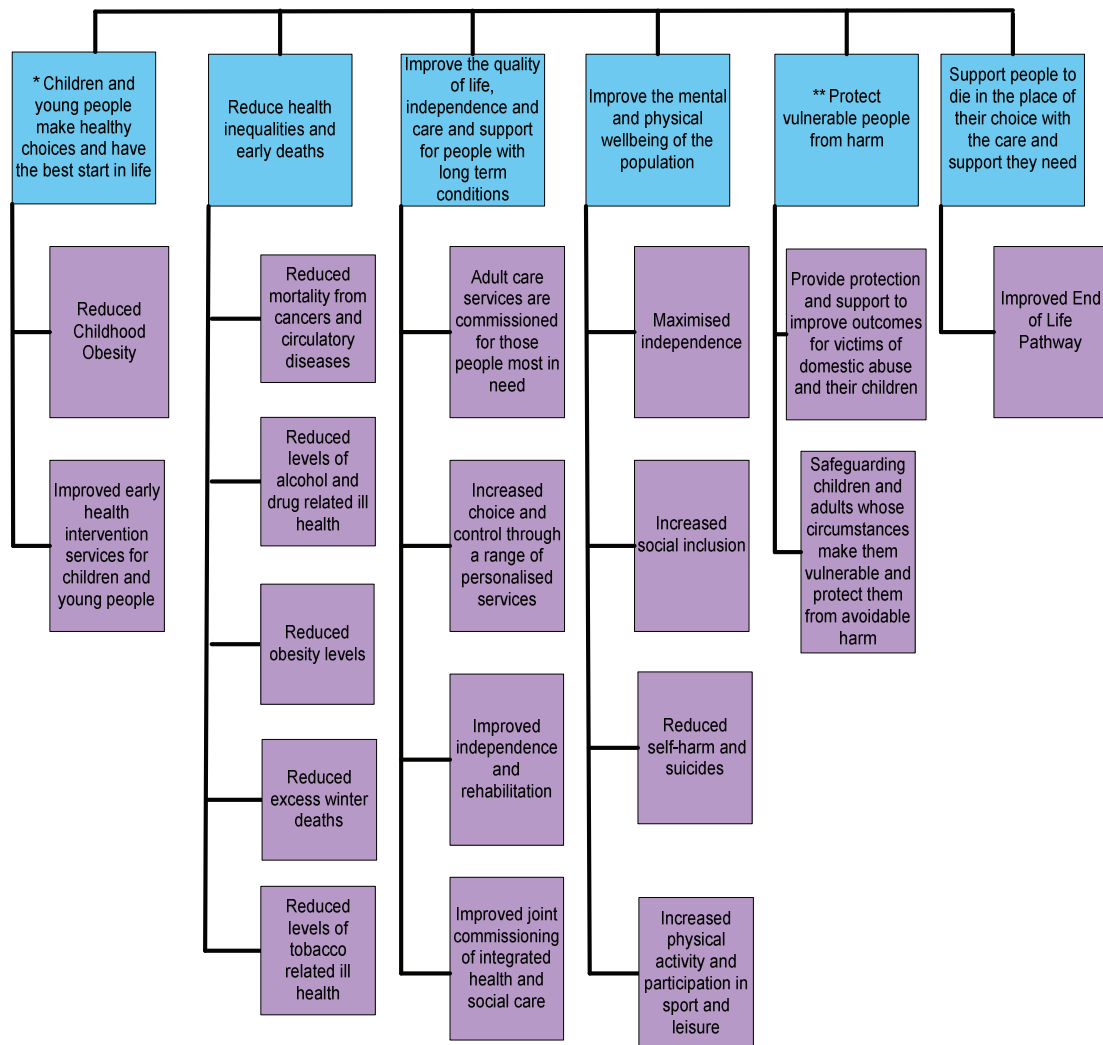 * Children and
young people
make healthy
choices and have
the best start in life
Reduce health
inequalities and
early deaths
Improve the quality
of life,
independence and
care and support
for people with
long term
conditions
Improve the mental
and physical
wellbeing of the
population
** Protect
vulnerable people
from harm
Support people to
die in the place of
their choice with
the care and
support they need
Reduced
Childhood
Obesity
Improved early
health
intervention
services for
children and
young people
Reduced
mortality from
cancers and
circulatory
diseases
Reduced
levels of
alcohol and
drug related ill
health
Reduced
obesity levels
Reduced
excess winter
deaths
Reduced
levels of
tobacco
related ill
health
Adult care
services are
commissioned
for those
people most in
need
Increased
choice and
control through
a range of
personalised
services
Improved
independence
and
rehabilitation
Improved joint
commissioning
of integrated
health and
social care
Maximised
independence
Increased
social inclusion
Reduced
self-harm and
suicides
Increased
physical
activity and
participation in
sport and
leisure
Provide protection
and support to
improve outcomes
for victims of
domestic abuse
and their children
Safeguarding
children and
adults whose
circumstances
make them
vulnerable and
protect them
from avoidable
harm
Improved End
of Life
Pathway